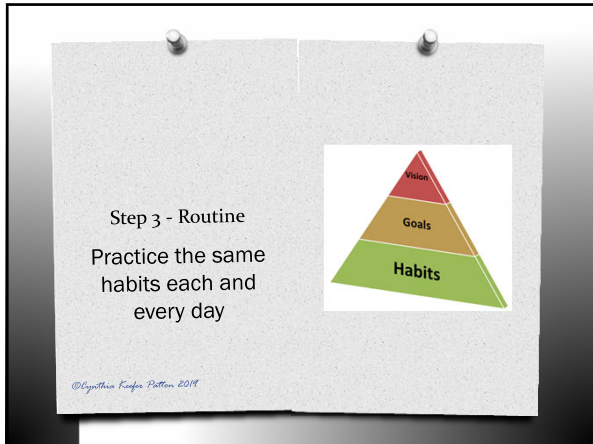 Step 3 - Routine
Practice the same
habits each and
every day
©Cynthia Keefer Patton 2019
Vision
Goals
Habits